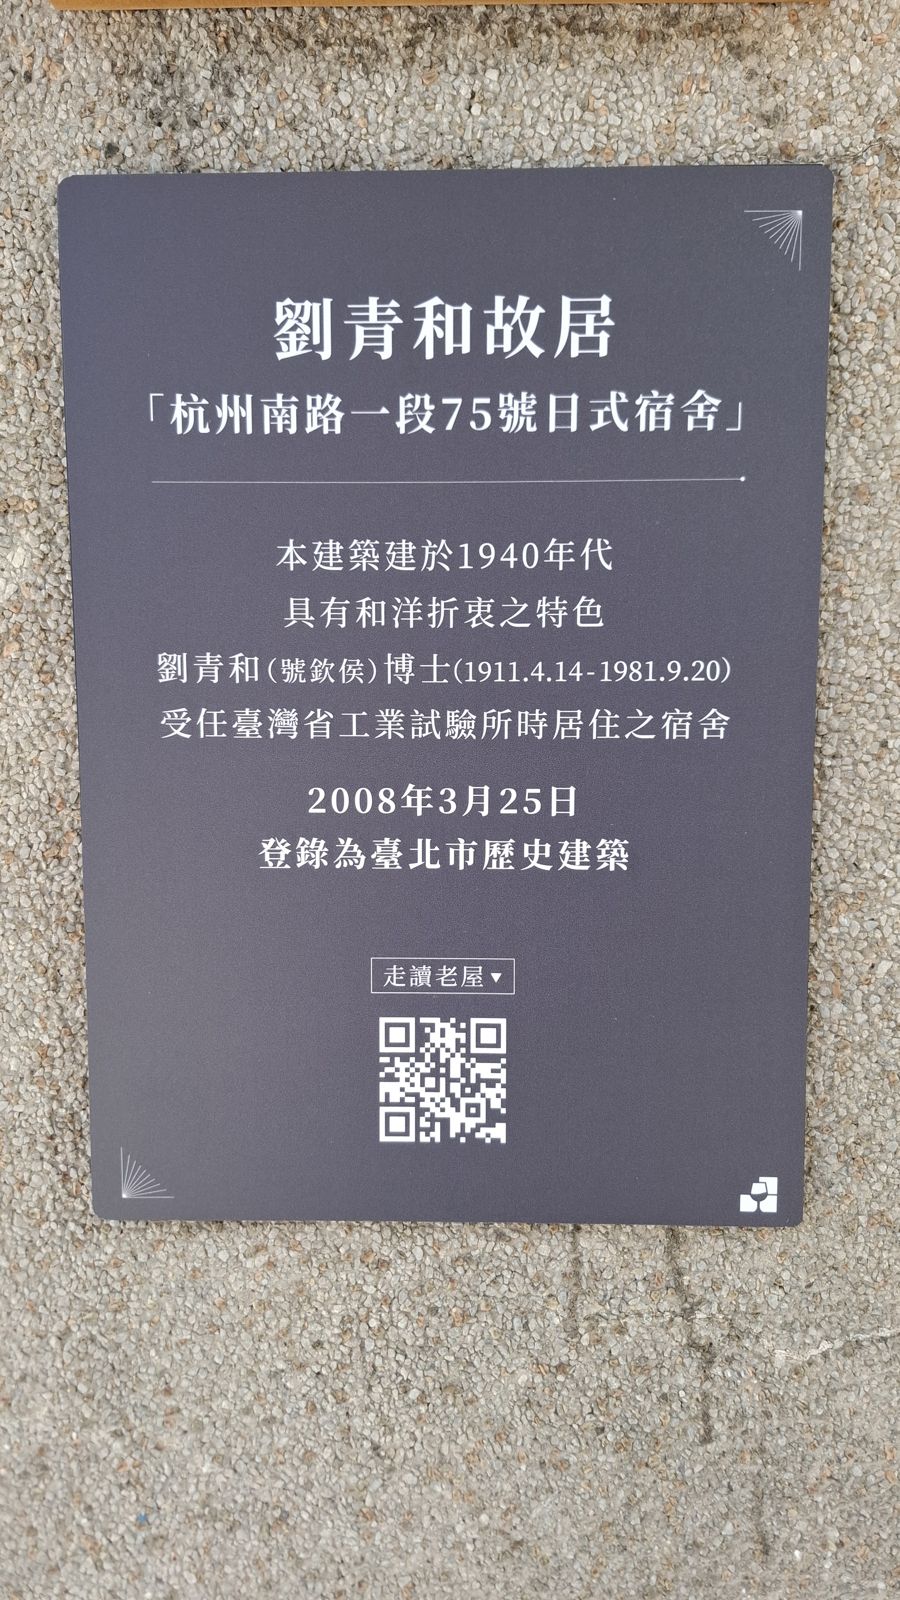 劉青和故居
「杭州南路一段75號日式宿舍」
本建築建於1940年代
具有和洋折衷之特色
劉青和(號欽侯)博士(1911.4.14-1981.9.20)
受任臺灣省工業試驗所時居住之宿舍
2008年3月25日
登錄為臺北市歷史建築
走讀老屋▼